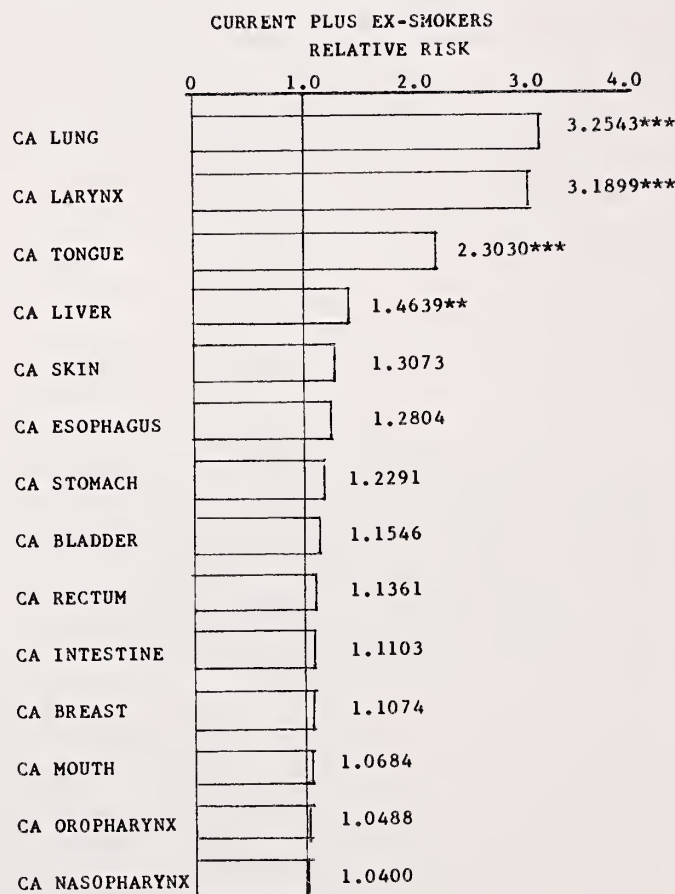 CURRENT PLUS EX-SMOKERS
RELATIVE RISK
0 1.0 2.0 3.0 4.0
CA LUNG 3.2543***
CA LARYNX 3.1899***
CA TONGUE 2.3030***
CA LIVER 1.4639**
CA SKIN 1.3073
CA ESOPHAGUS 1.2804
CA STOMACH 1.2291
CA BLADDER 1.1546
CA RECTUM 1.1361
CA INTESTINE 1.1103
CA BREAST 1.1074
CA MOUTH 1.0684
CA OROPHARYNX 1.0488
CA NASOPHARYNX 1.0400